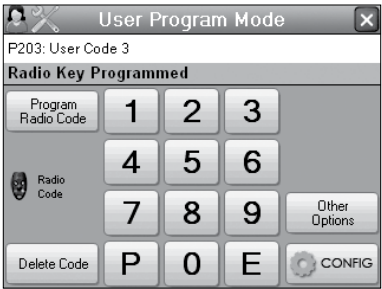 User Program Mode
P203: User Code 3
Radio Key Programmed
Program
Radio Code
1 2 3
4 5 6
Radio
Code
7 8 9
Other
Options
Delete Code
P 0 E
CONFIG